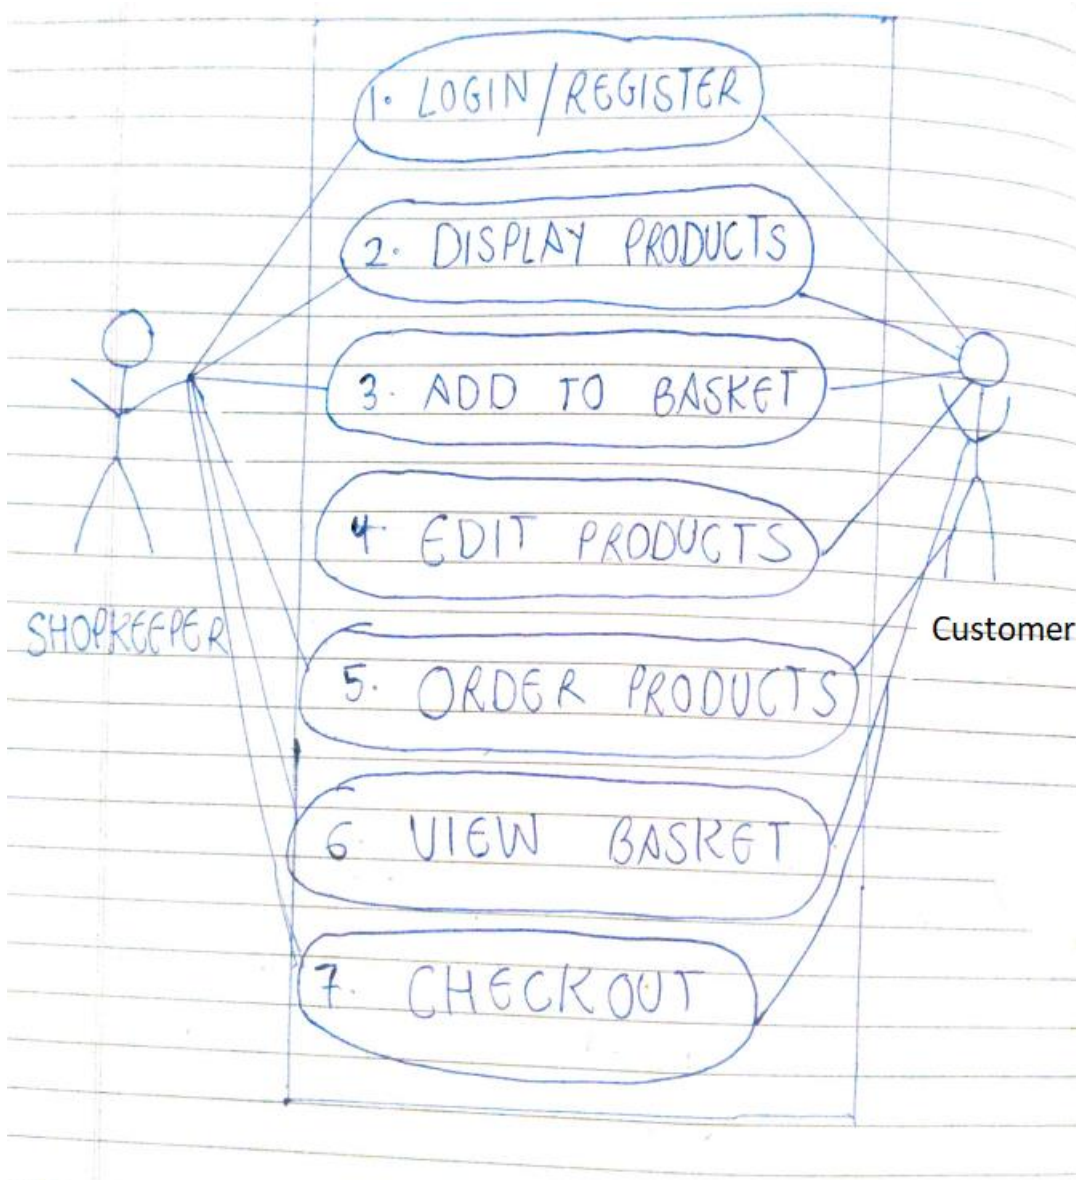 1. LOGIN/REGISTER
2. DISPLAY PRODUCTS
3. ADD TO BASKET
4 EDIT PRODUCTS
SHOPKEEPER
Customer
5. ORDER PRODUCTS
6 VIEW BASKET
7. CHECKOUT